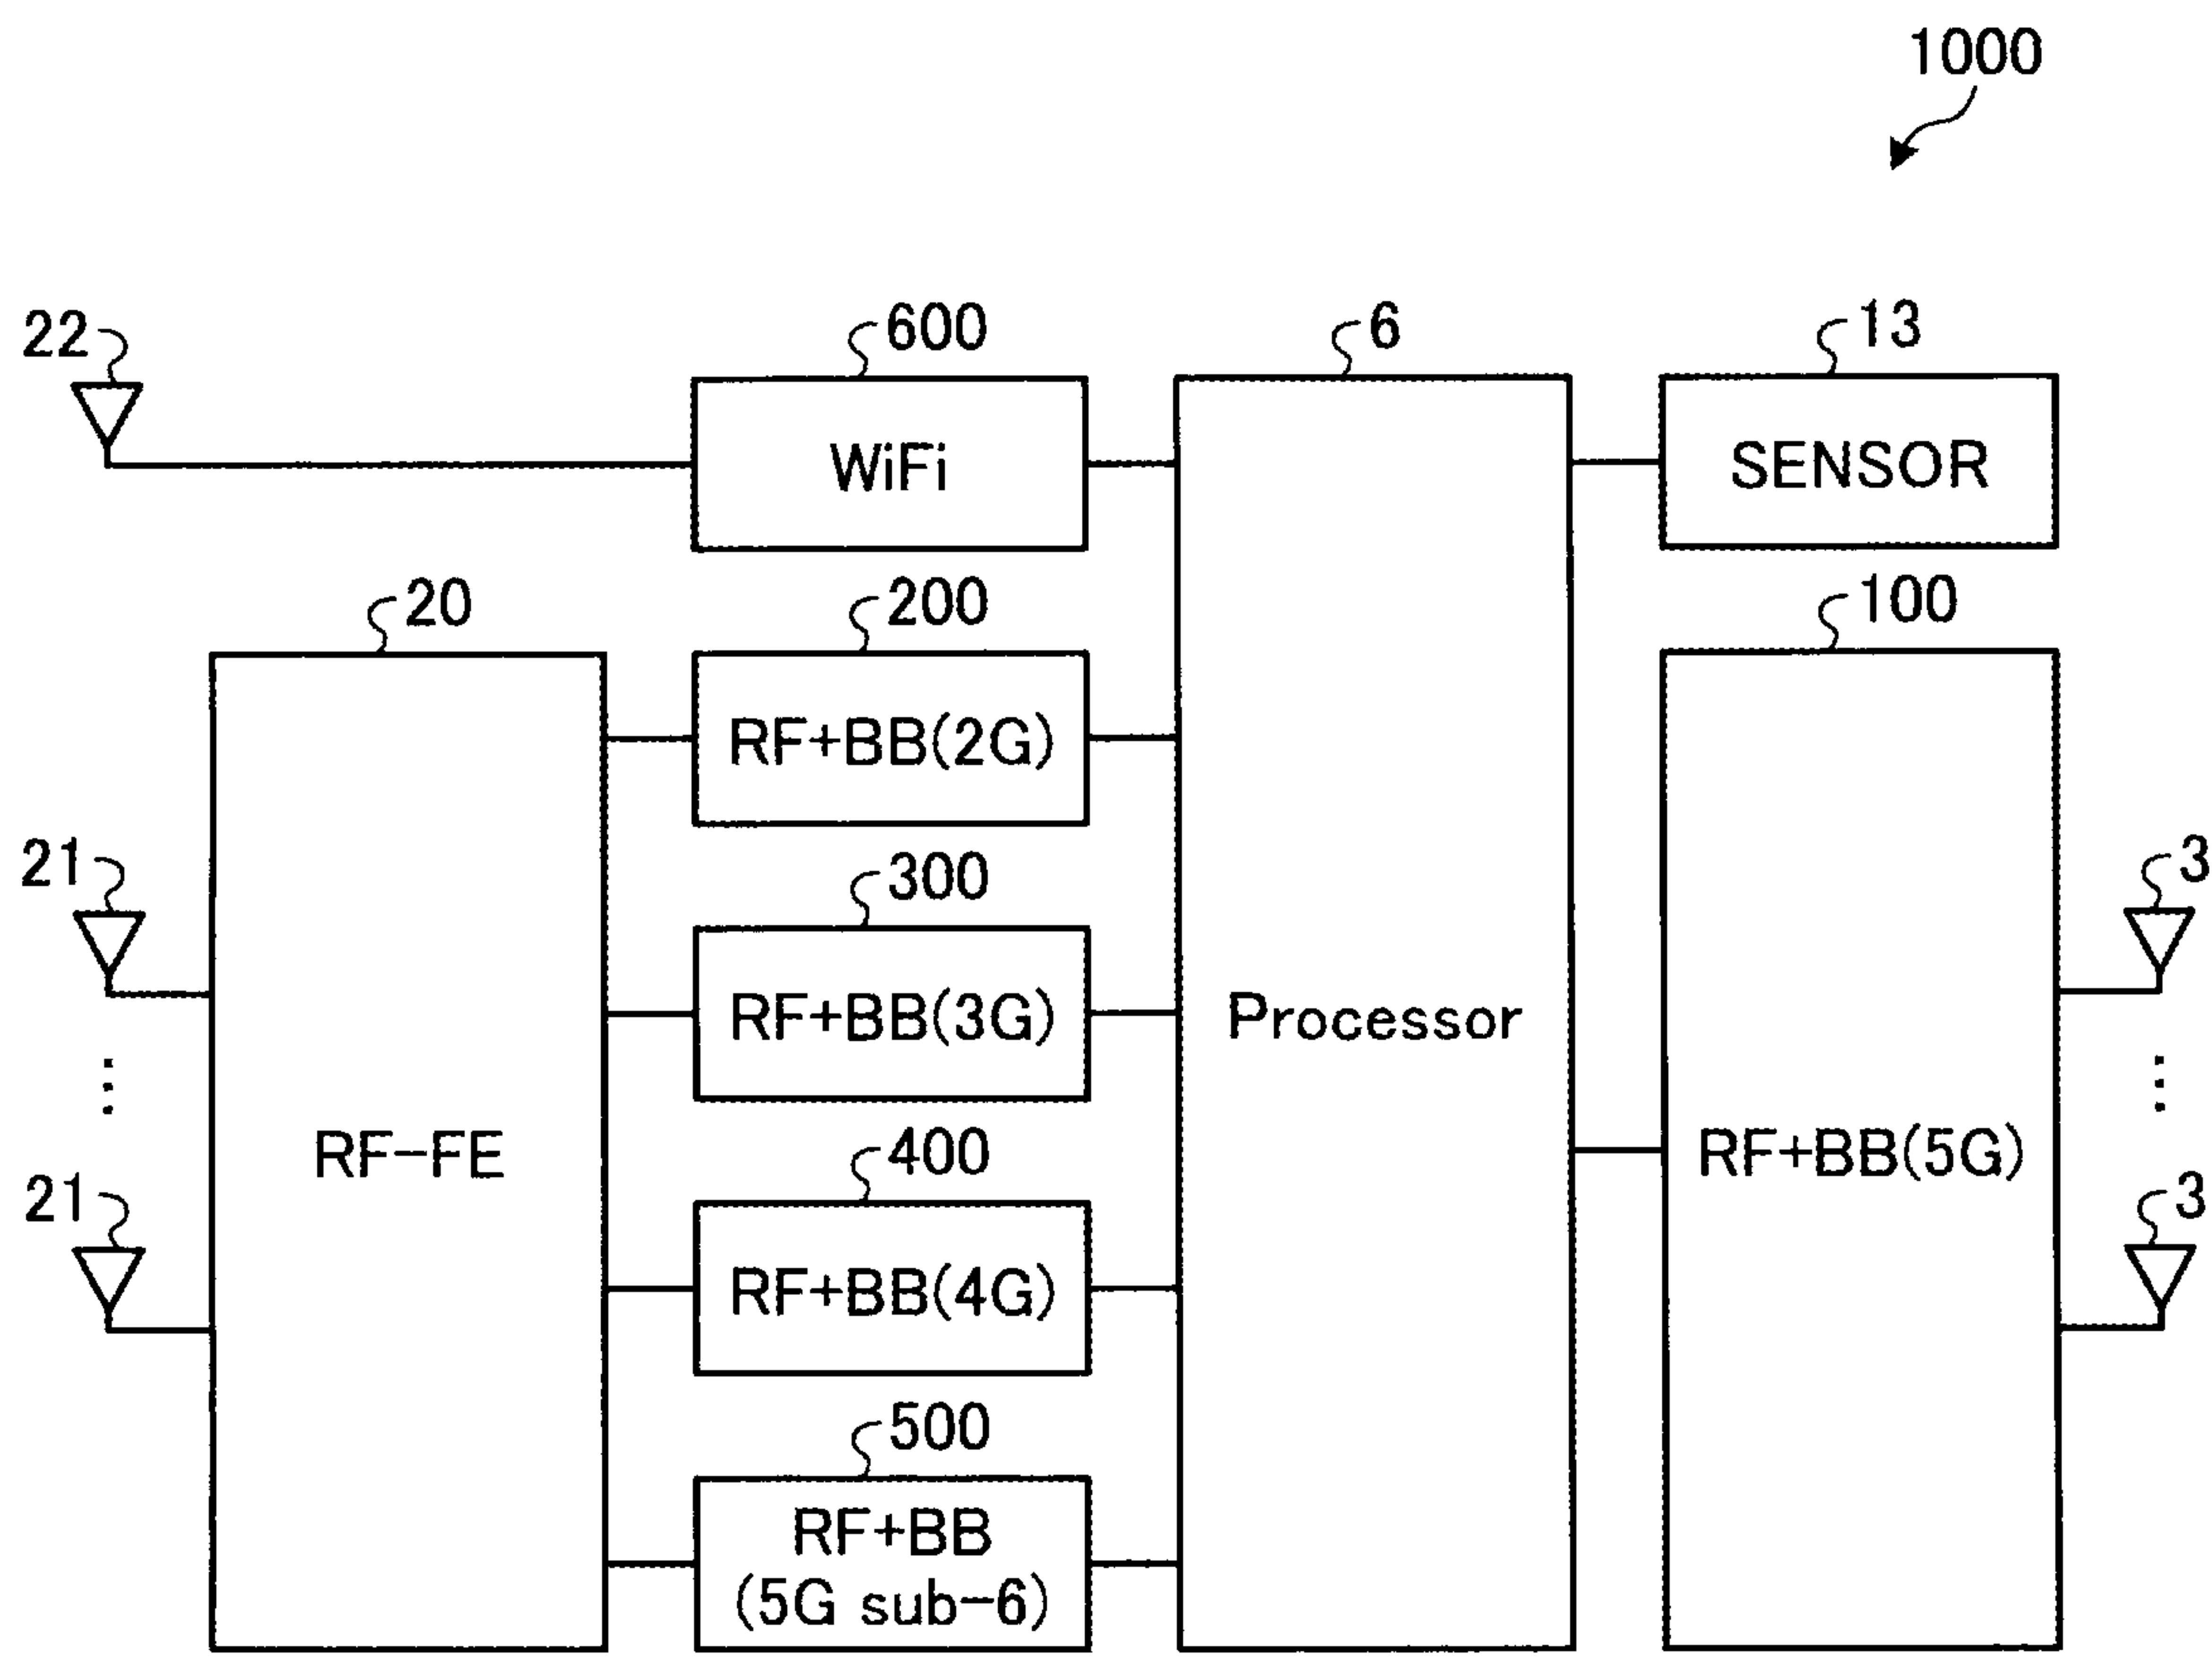 1000
22
600
6
13
WiFi
SENSOR
20
200
100
RF+BB(2G)
21
300
3
RF+BB(3G)
Processor
RF-FE
400
RF+BB(5G)
21
3
RF+BB(4G)
500
RF+BB
(5G sub-6)